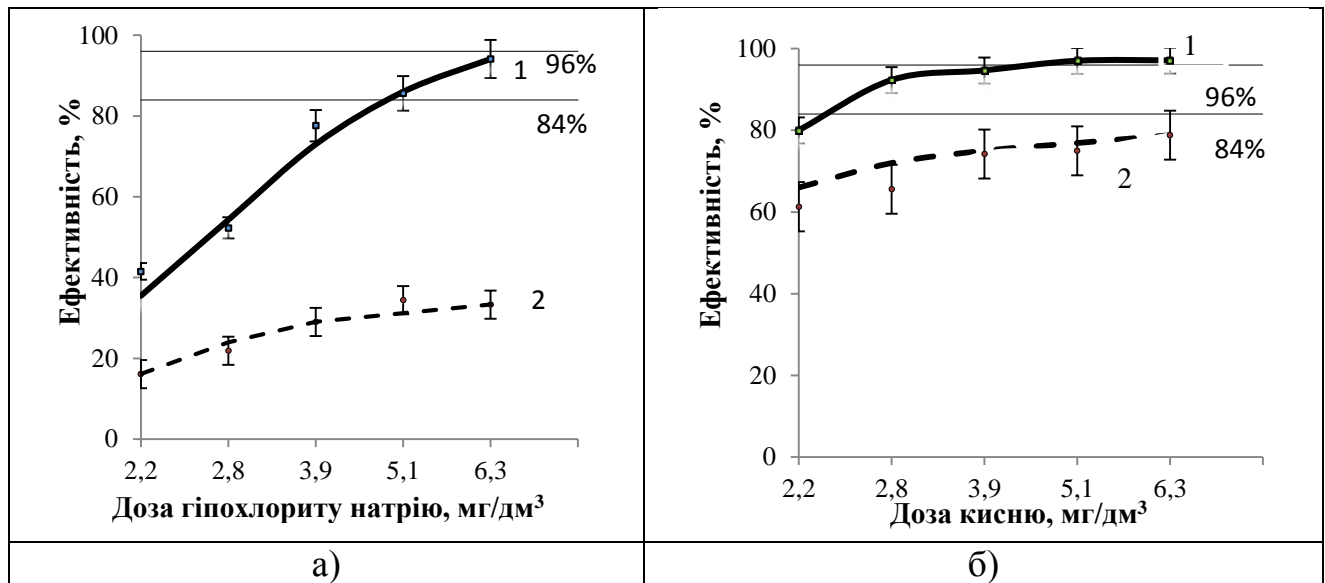 Ефективність, %
100
80
60
40
20
0
1
96%
84%
2
2,2 2,8 3,9 5,1 6,3
Доза гіпохлориту натрію, мг/дм³
а)
Ефективність, %
100
80
60
40
20
0
1
96%
84%
2
2,2 2,8 3,9 5,1 6,3
Доза кисню, мг/дм³
б)